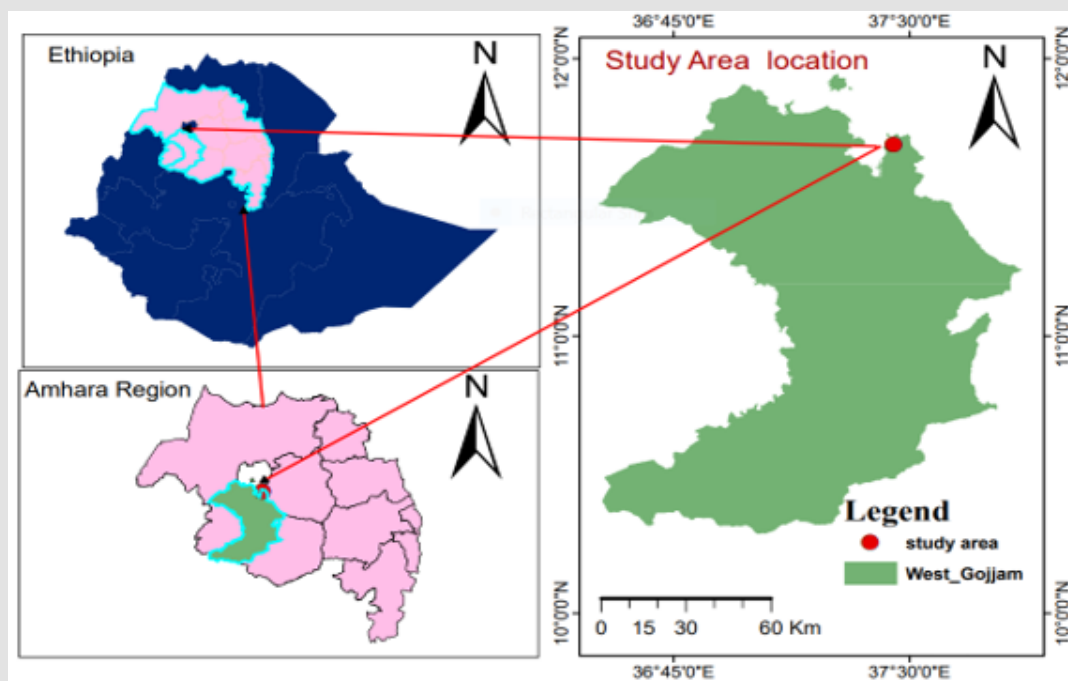 Ethiopia
N
Amhara Region
N
36°45'0"E
37°30'0"E
Study Area location
N
12°0'0"N
12°0'0"N
11°0'0"N
11°0'0"N
10°0'0"N
10°0'0"N
Legend
study area
West_Gojjam
0 15 30 60 Km
36°45'0"E
37°30'0"E